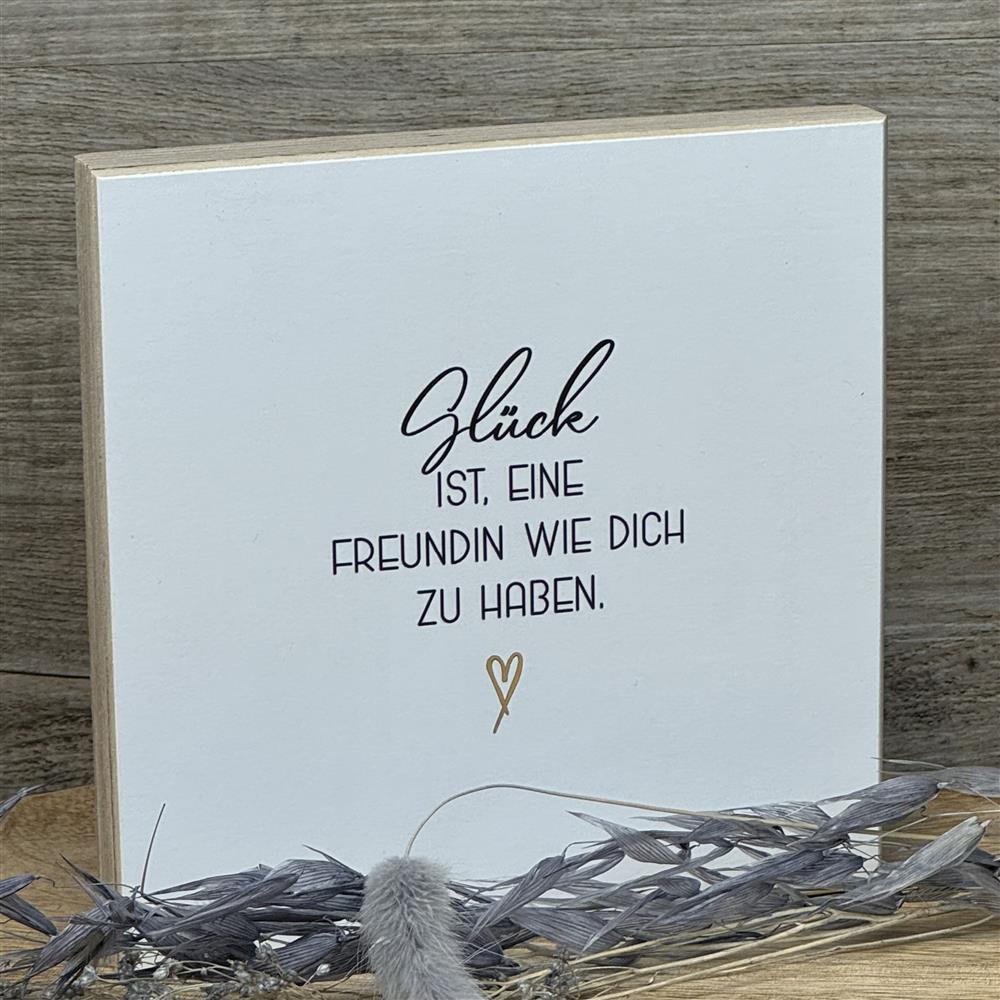 Glück
IST, EINE
FREUNDIN WIE DICH
ZU HABEN.